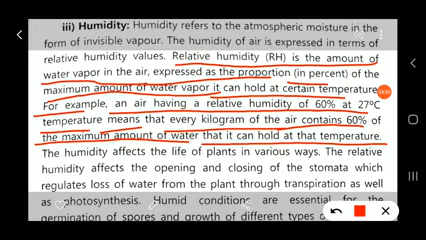 iii) Humidity: Humidity refers to the atmospheric moisture in the
form of invisible vapour. The humidity of air is expressed in terms of
relative humidity values. Relative humidity (RH) is the amount of
water vapor in the air, expressed as the proportion (in percent) of the
maximum amount of water vapor it can hold at certain temperature
For example, an air having a relative humidity of 60% at 27ºC
temperature means that every kilogram of the air contains 60% of
the maximum amount of water that it can hold at that temperature.
The humidity affects the life of plants in various ways. The relative
humidity affects the opening and closing of the stomata which
regulates loss of water from the plant through transpiration as well
as photosynthesis. Humid conditions are essential for the
germination of spores and growth of different types of